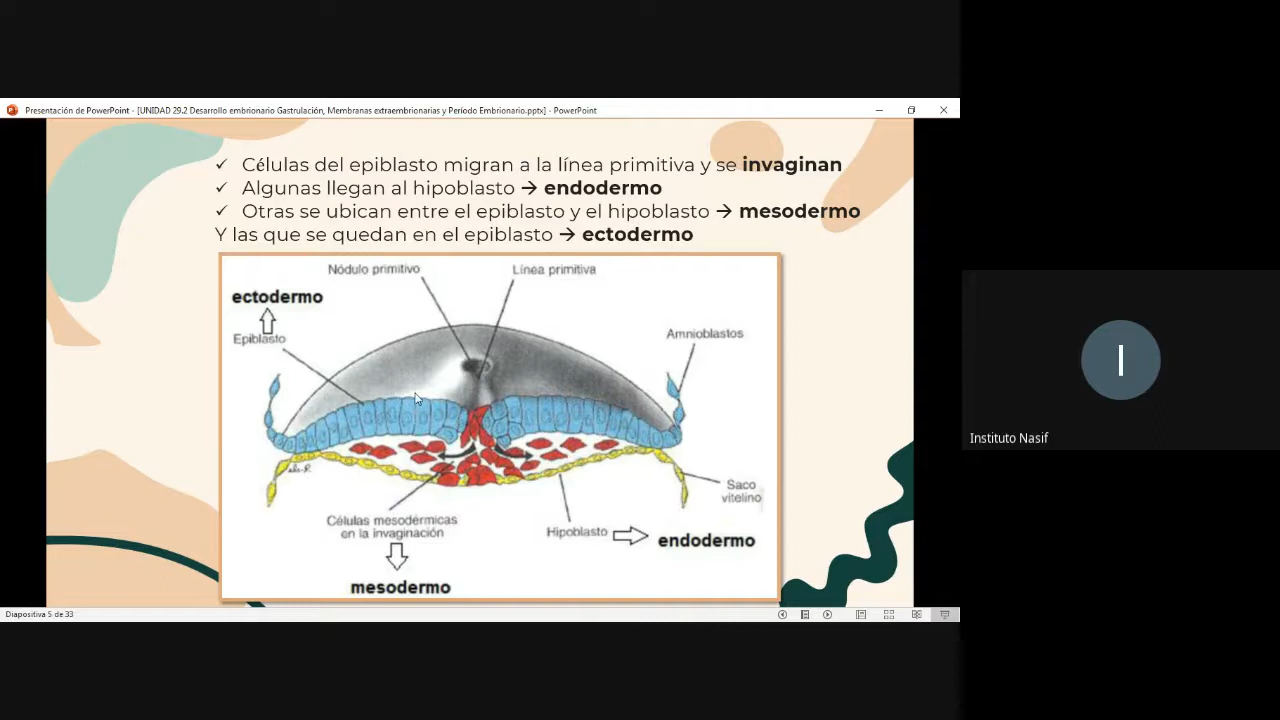 Presentación de PowerPoint - [UNIDAD 29.2 Desarrollo embrionario Gastrulación, Membranas extraembrionarias y Período Embrionario.pptx] - PowerPoint
✓ Células del epiblasto migran a la línea primitiva y se invaginan
✓ Algunas llegan al hipoblasto → endodermo
✓ Otras se ubican entre el epiblasto y el hipoblasto → mesodermo
Y las que se quedan en el epiblasto → ectodermo
Nódulo primitivo
Línea primitiva
ectodermo
Epiblasto
Amnioblastos
Saco
vitelino
Células mesodérmicas
en la invaginación
Hipoblasto
endodermo
mesodermo
I
Instituto Nasif
Diapositiva 5 de 33